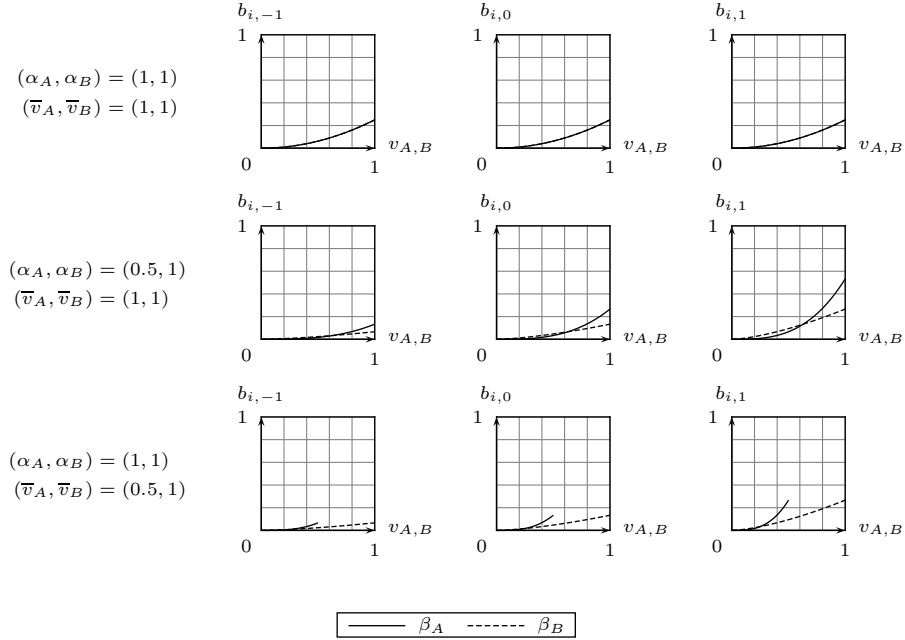 b_{i,−1} b_{i,0} b_{i,1}
1 1 1
(α_A, α_B) = (1, 1)
(v̅_A, v̅_B) = (1, 1)
v_{A,B} v_{A,B} v_{A,B}
0 1 0 1 0 1
b_{i,−1} b_{i,0} b_{i,1}
1 1 1
(α_A, α_B) = (0.5, 1)
(v̅_A, v̅_B) = (1, 1)
v_{A,B} v_{A,B} v_{A,B}
0 1 0 1 0 1
b_{i,−1} b_{i,0} b_{i,1}
1 1 1
(α_A, α_B) = (1, 1)
(v̅_A, v̅_B) = (0.5, 1)
v_{A,B} v_{A,B} v_{A,B}
0 1 0 1 0 1
β_A β_B